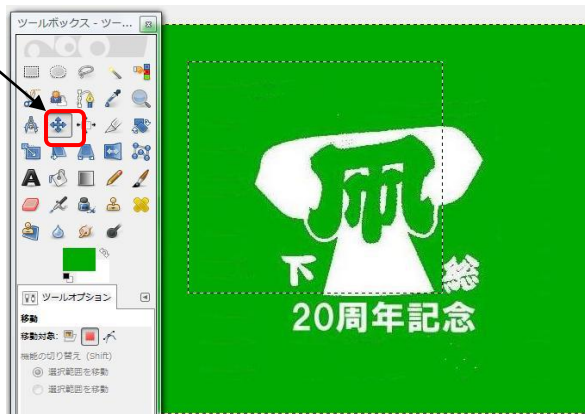 ツールボックス - ツー...
下
総
20周年記念
ツールオプション
移動
移動対象:
機能の切り替え (Shift)
選択範囲を移動
選択範囲を移動